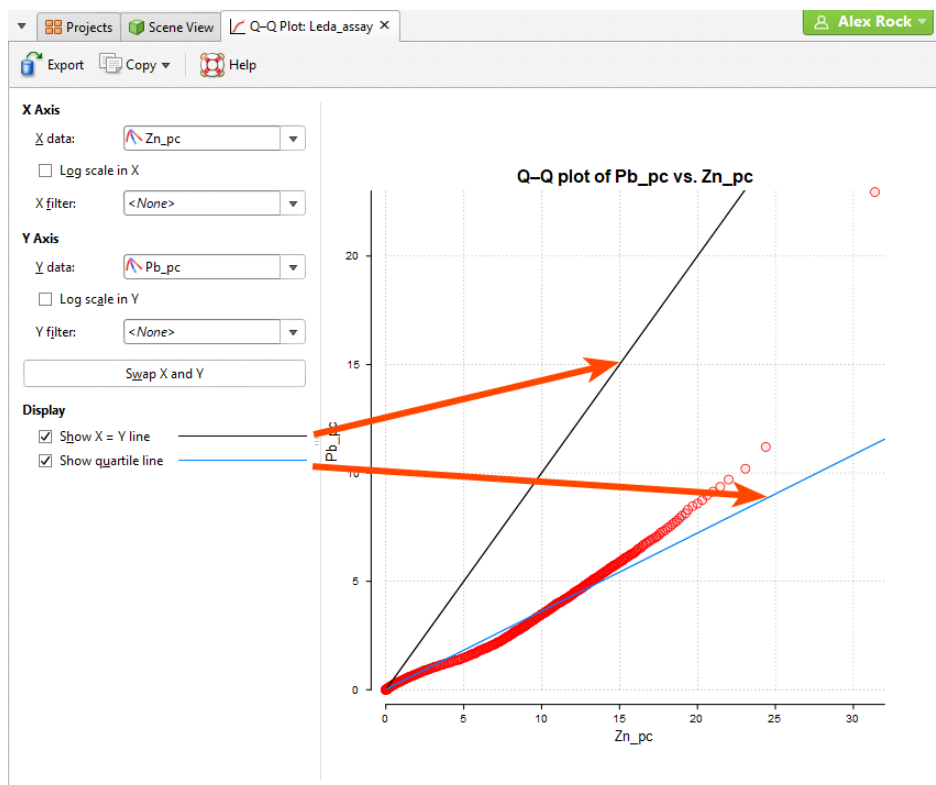 Projects Scene View Q–Q Plot: Leda_assay Alex Rock
Export Copy Help
X Axis
X data: Zn_pc
Log scale in X
X filter: <None>
Y Axis
Y data: Pb_pc
Log scale in Y
Y filter: <None>
Swap X and Y
Display
Show X = Y line
Show quartile line
Q–Q plot of Pb_pc vs. Zn_pc
Pb_pc
20
15
10
5
0
0 5 10 15 20 25 30
Zn_pc